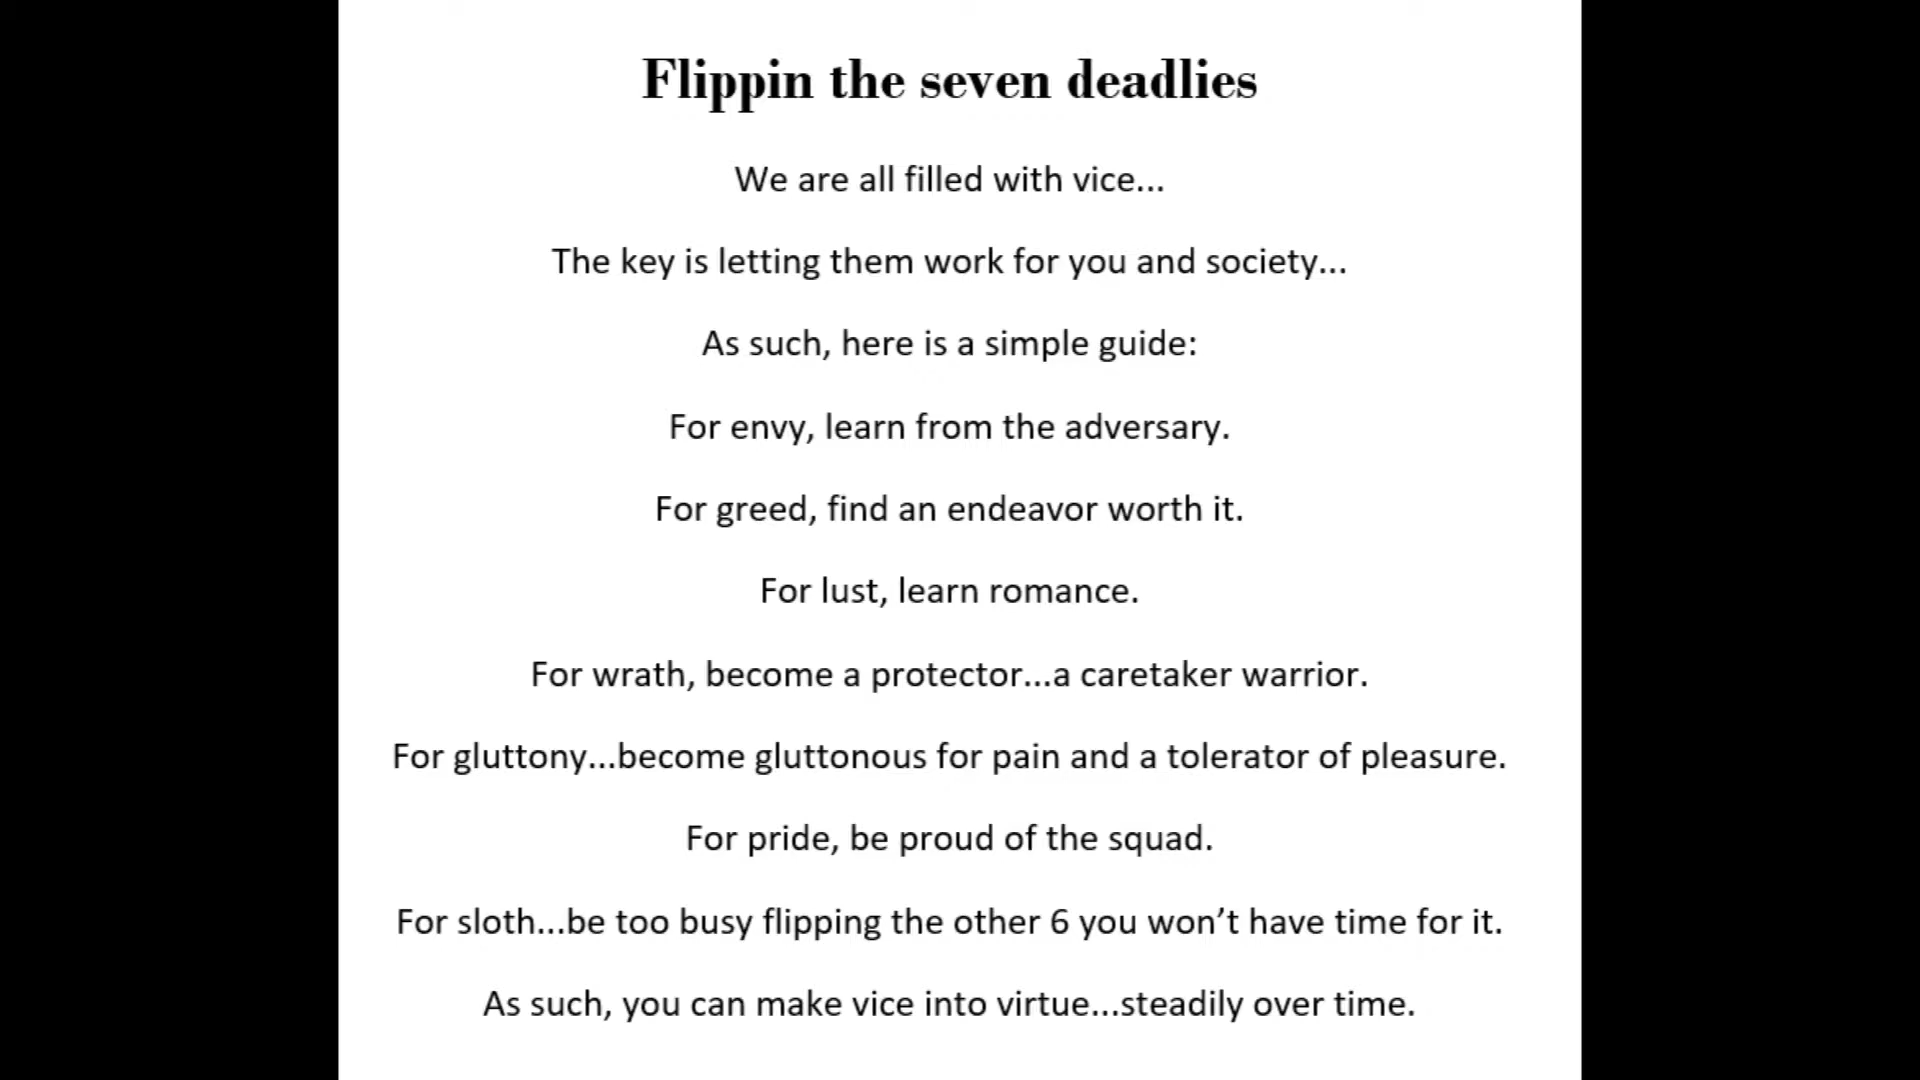 Flippin the seven deadlies
We are all filled with vice...
The key is letting them work for you and society...
As such, here is a simple guide:
For envy, learn from the adversary.
For greed, find an endeavor worth it.
For lust, learn romance.
For wrath, become a protector...a caretaker warrior.
For gluttony...become gluttonous for pain and a tolerator of pleasure.
For pride, be proud of the squad.
For sloth...be too busy flipping the other 6 you won’t have time for it.
As such, you can make vice into virtue...steadily over time.